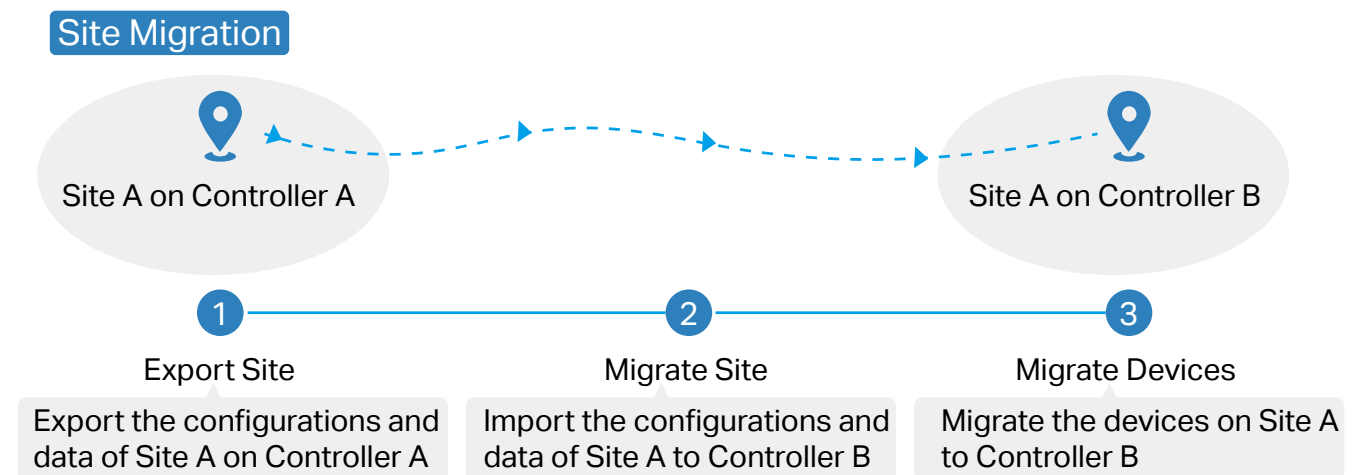 Site Migration
Site A on Controller A
Site A on Controller B
1
2
3
Export Site
Migrate Site
Migrate Devices
Export the configurations and
data of Site A on Controller A
Import the configurations and
data of Site A to Controller B
Migrate the devices on Site A
to Controller B